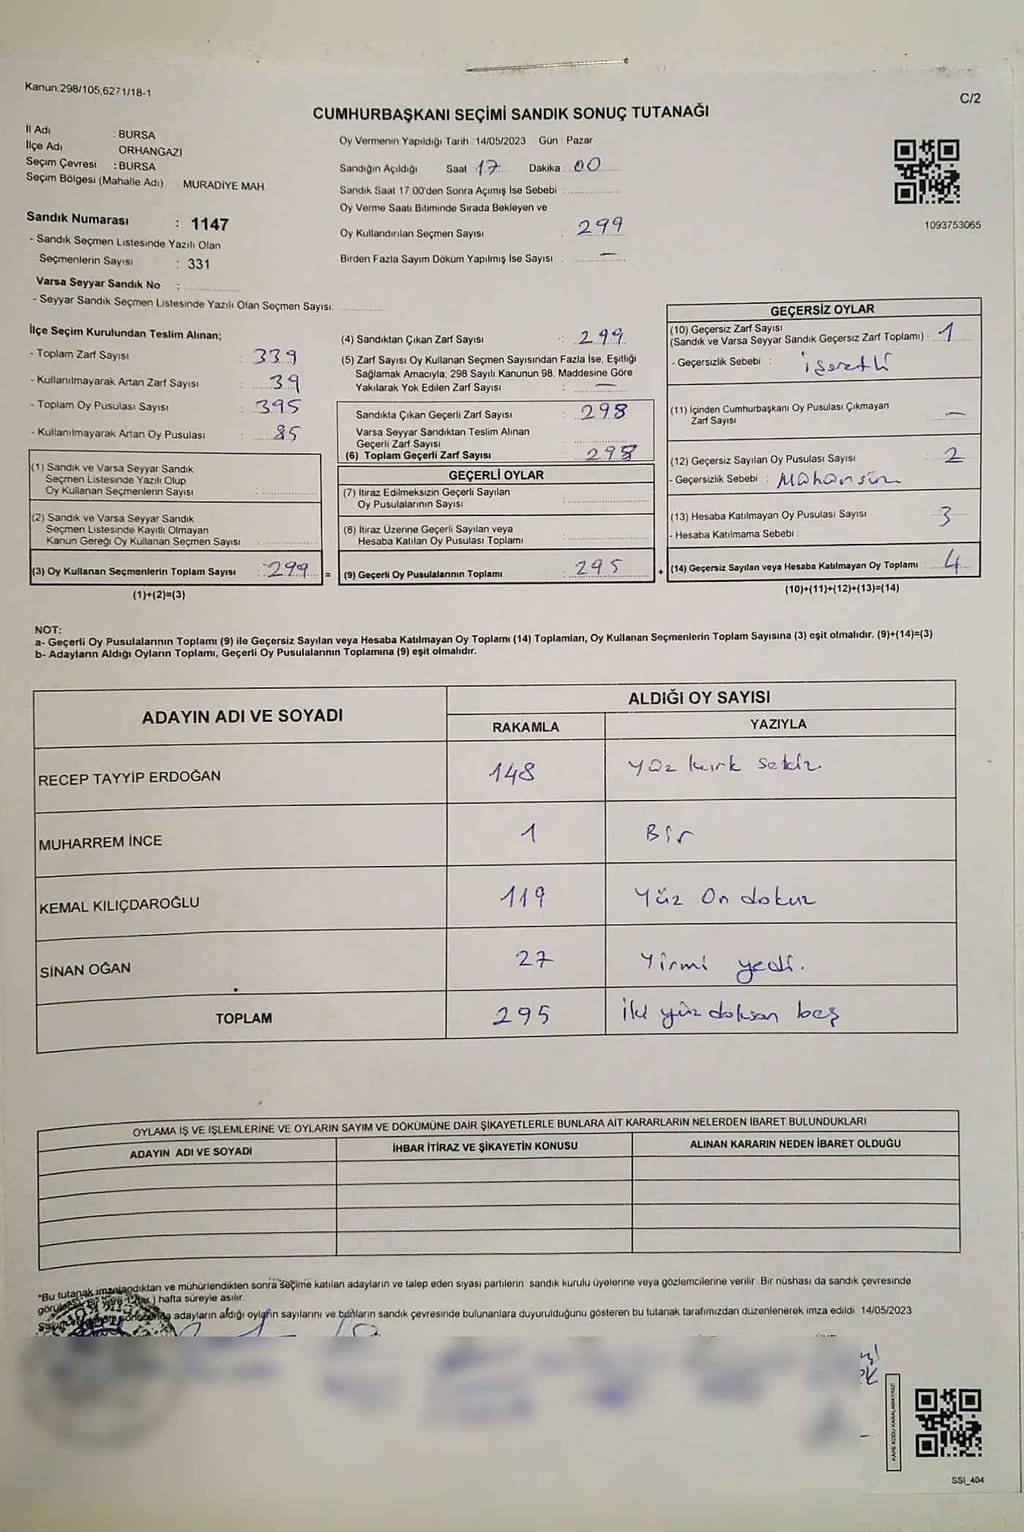 Kanun 298/105,6271/18-1
C/2
CUMHURBAŞKANI SEÇİMİ SANDIK SONUÇ TUTANAĞI
İl Adı : BURSA
İlçe Adı ORHANGAZİ
Seçim Çevresi : BURSA
Seçim Bölgesi (Mahalle Adı) MURADİYE MAH.
Sandık Numarası : 1147
- Sandık Seçmen Listesinde Yazılı Olan
Seçmenlerin Sayısı : 331
Varsa Seyyar Sandık No :
- Seyyar Sandık Seçmen Listesinde Yazılı Olan Seçmen Sayısı:
Oy Vermenin Yapıldığı Tarih : 14/05/2023 Gün : Pazar
Sandığın Açıldığı Saat : 17 Dakika : 00
Sandık Saat 17.00'den Sonra Açımış İse Sebebi :
Oy Verme Saati Bitiminde Sırada Bekleyen ve
Oy Kullandırılan Seçmen Sayısı : 299
Birden Fazla Sayım Döküm Yapılmış İse Sayısı : —
1093753065
İlçe Seçim Kurulundan Teslim Alınan;
- Toplam Zarf Sayısı : 339
- Kullanılmayarak Artan Zarf Sayısı : 39
- Toplam Oy Pusulası Sayısı : 395
- Kullanılmayarak Artan Oy Pusulası : 85
(1) Sandık ve Varsa Seyyar Sandık
Seçmen Listesinde Yazılı Olup
Oy Kullanan Seçmenlerin Sayısı :
(2) Sandık ve Varsa Seyyar Sandık
Seçmen Listesinde Kayıtlı Olmayan
Kanun Gereği Oy Kullanan Seçmen Sayısı :
(3) Oy Kullanan Seçmenlerin Toplam Sayısı : 299 =
(1)+(2)=(3)
(4) Sandıktan Çıkan Zarf Sayısı : 299
(5) Zarf Sayısı Oy Kullanan Seçmen Sayısından Fazla İse, Eşitliği
Sağlamak Amacıyla; 298 Sayılı Kanunun 98. Maddesine Göre
Yakılarak Yok Edilen Zarf Sayısı : —
Sandıkta Çıkan Geçerli Zarf Sayısı : 298
Varsa Seyyar Sandıktan Teslim Alınan
Geçerli Zarf Sayısı :
(6) Toplam Geçerli Zarf Sayısı : 298
GEÇERLİ OYLAR
(7) İtiraz Edilmeksizin Geçerli Sayılan
Oy Pusulalarının Sayısı :
(8) İtiraz Üzerine Geçerli Sayılan veya
Hesaba Katılan Oy Pusulası Toplamı :
(9) Geçerli Oy Pusulalarının Toplamı : 295 +
GEÇERSİZ OYLAR
(10) Geçersiz Zarf Sayısı
(Sandık ve Varsa Seyyar Sandık Geçersiz Zarf Toplamı) : 1
- Geçersizlik Sebebi : işaretli
(11) İçinden Cumhurbaşkanı Oy Pusulası Çıkmayan
Zarf Sayısı : —
(12) Geçersiz Sayılan Oy Pusulası Sayısı : 2
- Geçersizlik Sebebi :
(13) Hesaba Katılmayan Oy Pusulası Sayısı : 3
- Hesaba Katılmama Sebebi :
(14) Geçersiz Sayılan veya Hesaba Katılmayan Oy Toplamı : 4
(10)+(11)+(12)+(13)=(14)
NOT:
a- Geçerli Oy Pusulalarının Toplamı (9) ile Geçersiz Sayılan veya Hesaba Katılmayan Oy Toplamı (14) Toplamları, Oy Kullanan Seçmenlerin Toplam Sayısına (3) eşit olmalıdır. (9)+(14)=(3)
b- Adayların Aldığı Oyların Toplamı, Geçerli Oy Pusulalarının Toplamına (9) eşit olmalıdır.
ADAYIN ADI VE SOYADI
ALDIĞI OY SAYISI
RAKAMLA YAZIYLA
RECEP TAYYİP ERDOĞAN 148 Yüz kırk sekiz
MUHARREM İNCE 1 Bir
KEMAL KILIÇDAROĞLU 119 Yüz On dokuz
SİNAN OĞAN 27 Yirmi yedi.
TOPLAM 295 İki yüz doksan beş
OYLAMA İŞ VE İŞLEMLERİNE VE OYLARIN SAYIM VE DÖKÜMÜNE DAİR ŞİKAYETLERLE BUNLARA AİT KARARLARIN NELERDEN İBARET BULUNDUKLARI
ADAYIN ADI VE SOYADI İHBAR İTİRAZ VE ŞİKAYETİN KONUSU ALINAN KARARIN NEDEN İBARET OLDUĞU
*Bu tutanak imzalandıktan ve mühürlendikten sonra seçime katılan adayların ve talep eden siyasi partilerin sandık kurulu üyelerine veya gözlemcilerine verilir. Bir nüshası da sandık çevresinde
hafta süreyle asılır.
adayların aldığı oyların sayılarını ve bunların sandık çevresinde bulunanlara duyurulduğunu gösteren bu tutanak tarafımızdan düzenlenerek imza edildi. 14/05/2023
KARE KODU KARALAMAYINIZ!
SSİ_404